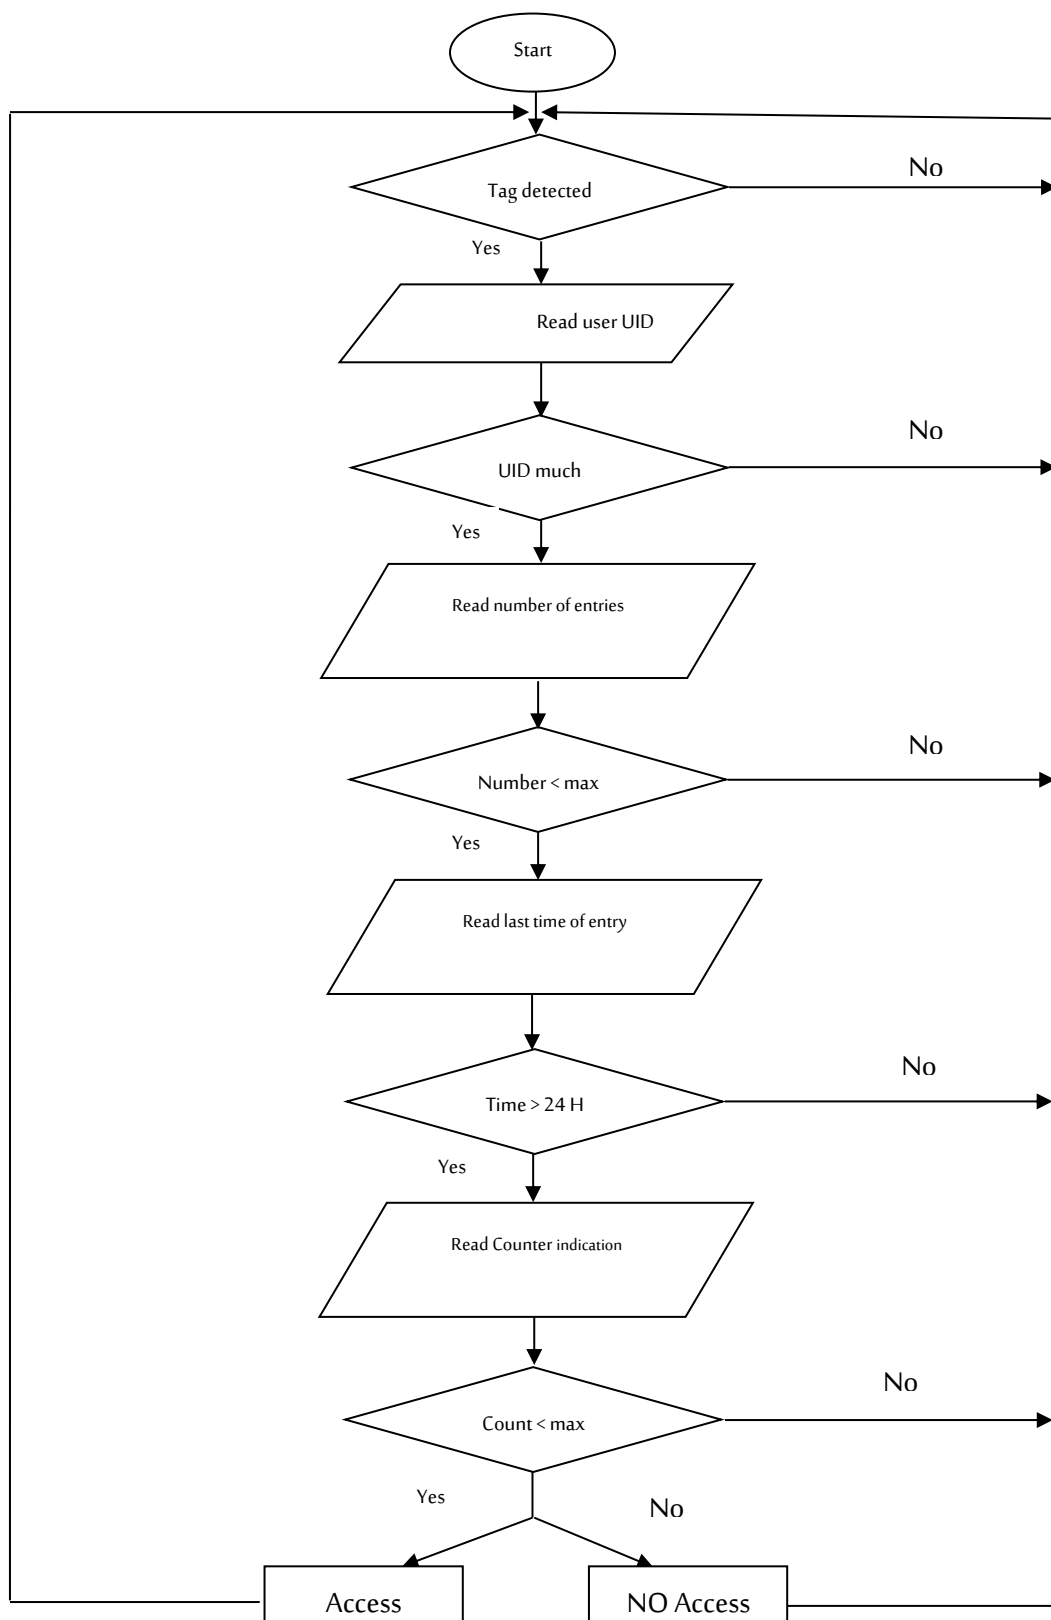 Start
Tag detected
No
Yes
Read user UID
UID much
No
Yes
Read number of entries
Number < max
No
Yes
Read last time of entry
Time > 24 H
No
Yes
Read Counter indication
Count < max
No
Yes
No
Access
NO Access